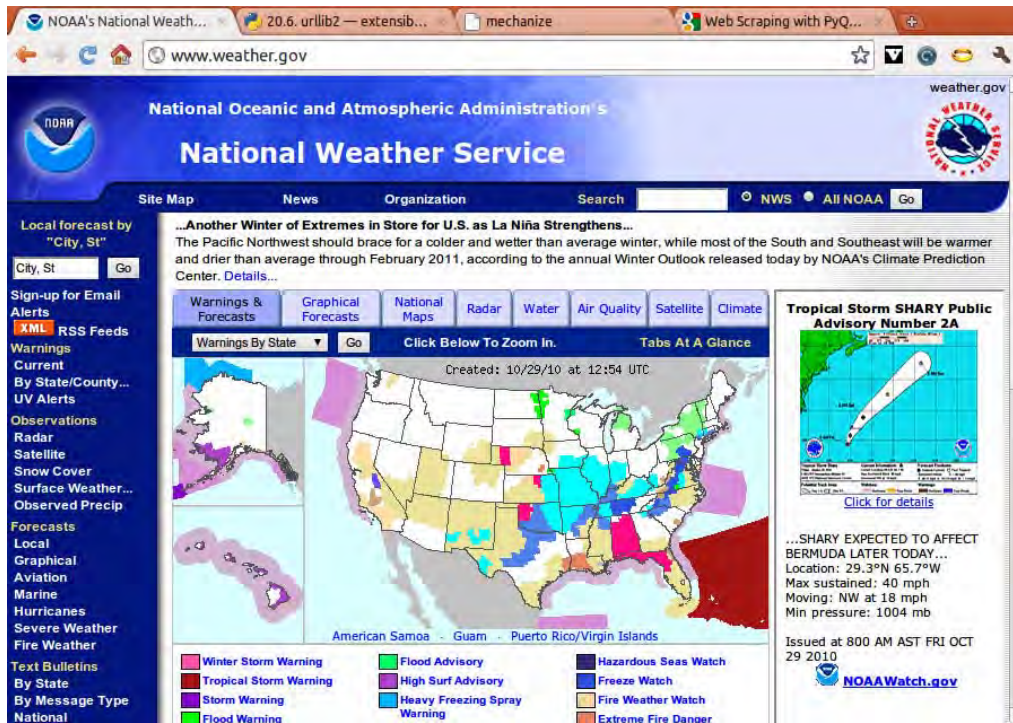 NOAA's National Weath...
20.6. urllib2 — extensib...
mechanize
Web Scraping with PyQ...
www.weather.gov
weather.gov
NOAA
National Oceanic and Atmospheric Administration's
National Weather Service
NATIONAL WEATHER SERVICE
Site Map
News
Organization
Search
NWS
All NOAA
Go
Local forecast by
"City, St"
City, St
Go
Sign-up for Email
Alerts
XML RSS Feeds
Warnings
Current
By State/County...
UV Alerts
Observations
Radar
Satellite
Snow Cover
Surface Weather...
Observed Precip
Forecasts
Local
Graphical
Aviation
Marine
Hurricanes
Severe Weather
Fire Weather
Text Bulletins
By State
By Message Type
National
...Another Winter of Extremes in Store for U.S. as La Niña Strengthens...
The Pacific Northwest should brace for a colder and wetter than average winter, while most of the South and Southeast will be warmer
and drier than average through February 2011, according to the annual Winter Outlook released today by NOAA's Climate Prediction
Center. Details...
Warnings &
Forecasts
Graphical
Forecasts
National
Maps
Radar
Water
Air Quality
Satellite
Climate
Warnings By State
Go
Click Below To Zoom In.
Tabs At A Glance
Created: 10/29/10 at 12:54 UTC
American Samoa - Guam - Puerto Rico/Virgin Islands
Winter Storm Warning
Tropical Storm Warning
Storm Warning
Flood Warning
Flood Advisory
High Surf Advisory
Heavy Freezing Spray
Warning
Hazardous Seas Watch
Freeze Watch
Fire Weather Watch
Extreme Fire Danger
Tropical Storm SHARY Public
Advisory Number 2A
Click for details
...SHARY EXPECTED TO AFFECT
BERMUDA LATER TODAY...
Location: 29.3°N 65.7°W
Max sustained: 40 mph
Moving: NW at 18 mph
Min pressure: 1004 mb
Issued at 800 AM AST FRI OCT
29 2010
NOAAWatch.gov